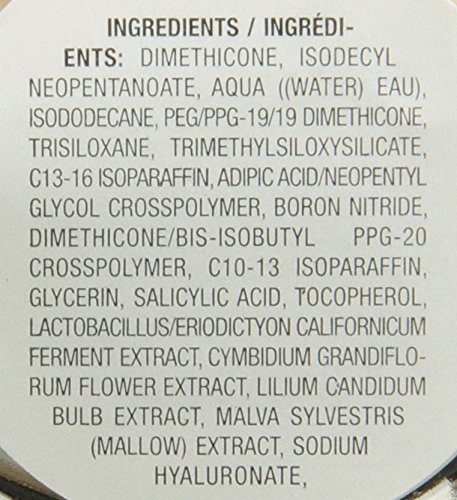 INGREDIENTS / INGRÉDI-
ENTS: DIMETHICONE, ISODECYL
NEOPENTANOATE, AQUA ((WATER) EAU),
ISODODECANE, PEG/PPG-19/19 DIMETHICONE,
TRISILOXANE, TRIMETHYLSILOXYSILICATE,
C13-16 ISOPARAFFIN, ADIPIC ACID/NEOPENTYL
GLYCOL CROSSPOLYMER, BORON NITRIDE,
DIMETHICONE/BIS-ISOBUTYL PPG-20
CROSSPOLYMER, C10-13 ISOPARAFFIN,
GLYCERIN, SALICYLIC ACID, TOCOPHEROL,
LACTOBACILLUS/ERIODICTYON CALIFORNICUM
FERMENT EXTRACT, CYMBIDIUM GRANDIFLO-
RUM FLOWER EXTRACT, LILIUM CANDIDUM
BULB EXTRACT, MALVA SYLVESTRIS
(MALLOW) EXTRACT, SODIUM
HYALURONATE,